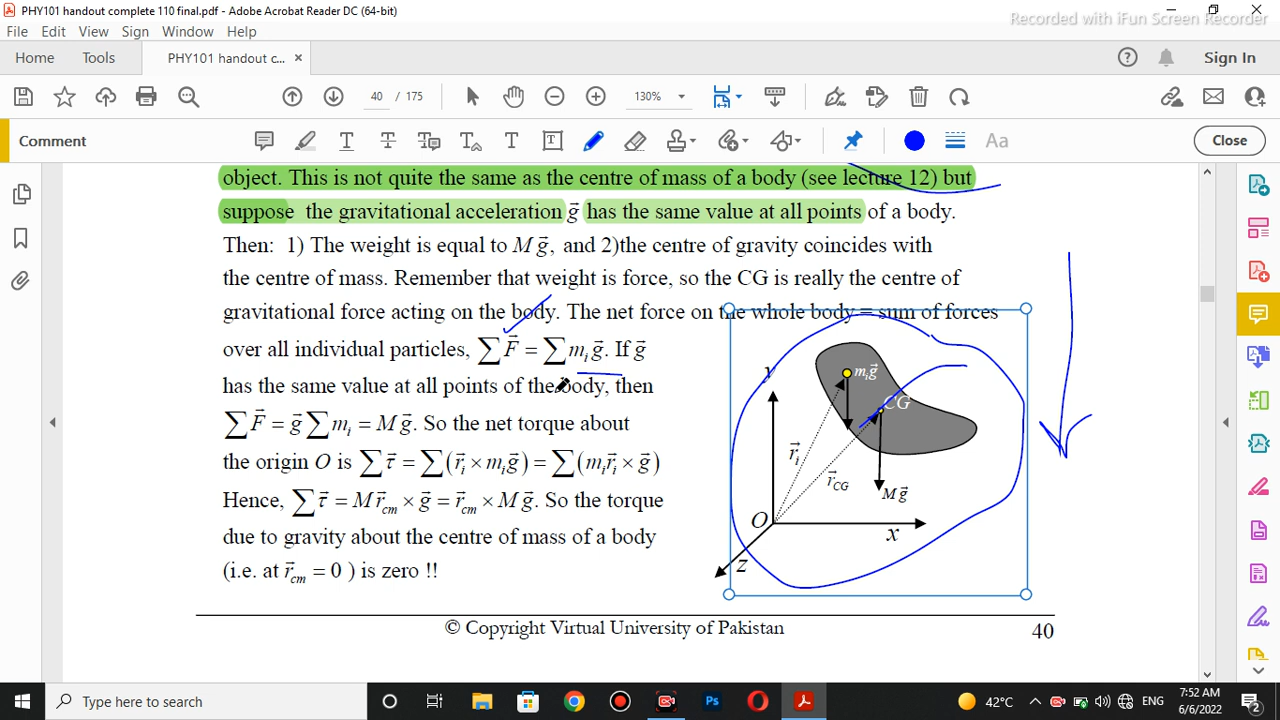 PHY101 handout complete 110 final.pdf - Adobe Acrobat Reader DC (64-bit)
Recorded with iFun Screen Recorder
File Edit View Sign Window Help
Home Tools PHY101 handout c... × Sign In
40 / 175 130%
Comment Aa Close
object. This is not quite the same as the centre of mass of a body (see lecture 12) but
suppose the gravitational acceleration g⃗ has the same value at all points of a body.
Then: 1) The weight is equal to M g⃗, and 2)the centre of gravity coincides with
the centre of mass. Remember that weight is force, so the CG is really the centre of
gravitational force acting on the body. The net force on the whole body = sum of forces
over all individual particles, ∑ F⃗ = ∑ mᵢg⃗. If g⃗
has the same value at all points of the body, then
∑ F⃗ = g⃗ ∑ mᵢ = M g⃗. So the net torque about
the origin O is ∑ τ⃗ = ∑(r⃗ᵢ × mᵢg⃗) = ∑(mᵢr⃗ᵢ × g⃗)
Hence, ∑ τ⃗ = M r⃗cm × g⃗ = r⃗cm × M g⃗. So the torque
due to gravity about the centre of mass of a body
(i.e. at r⃗cm = 0 ) is zero !!
mᵢg⃗
CG
r⃗ᵢ
r⃗CG
M g⃗
O
x
z
© Copyright Virtual University of Pakistan 40
Type here to search
Ps
42°C ENG
7:52 AM
6/6/2022
2